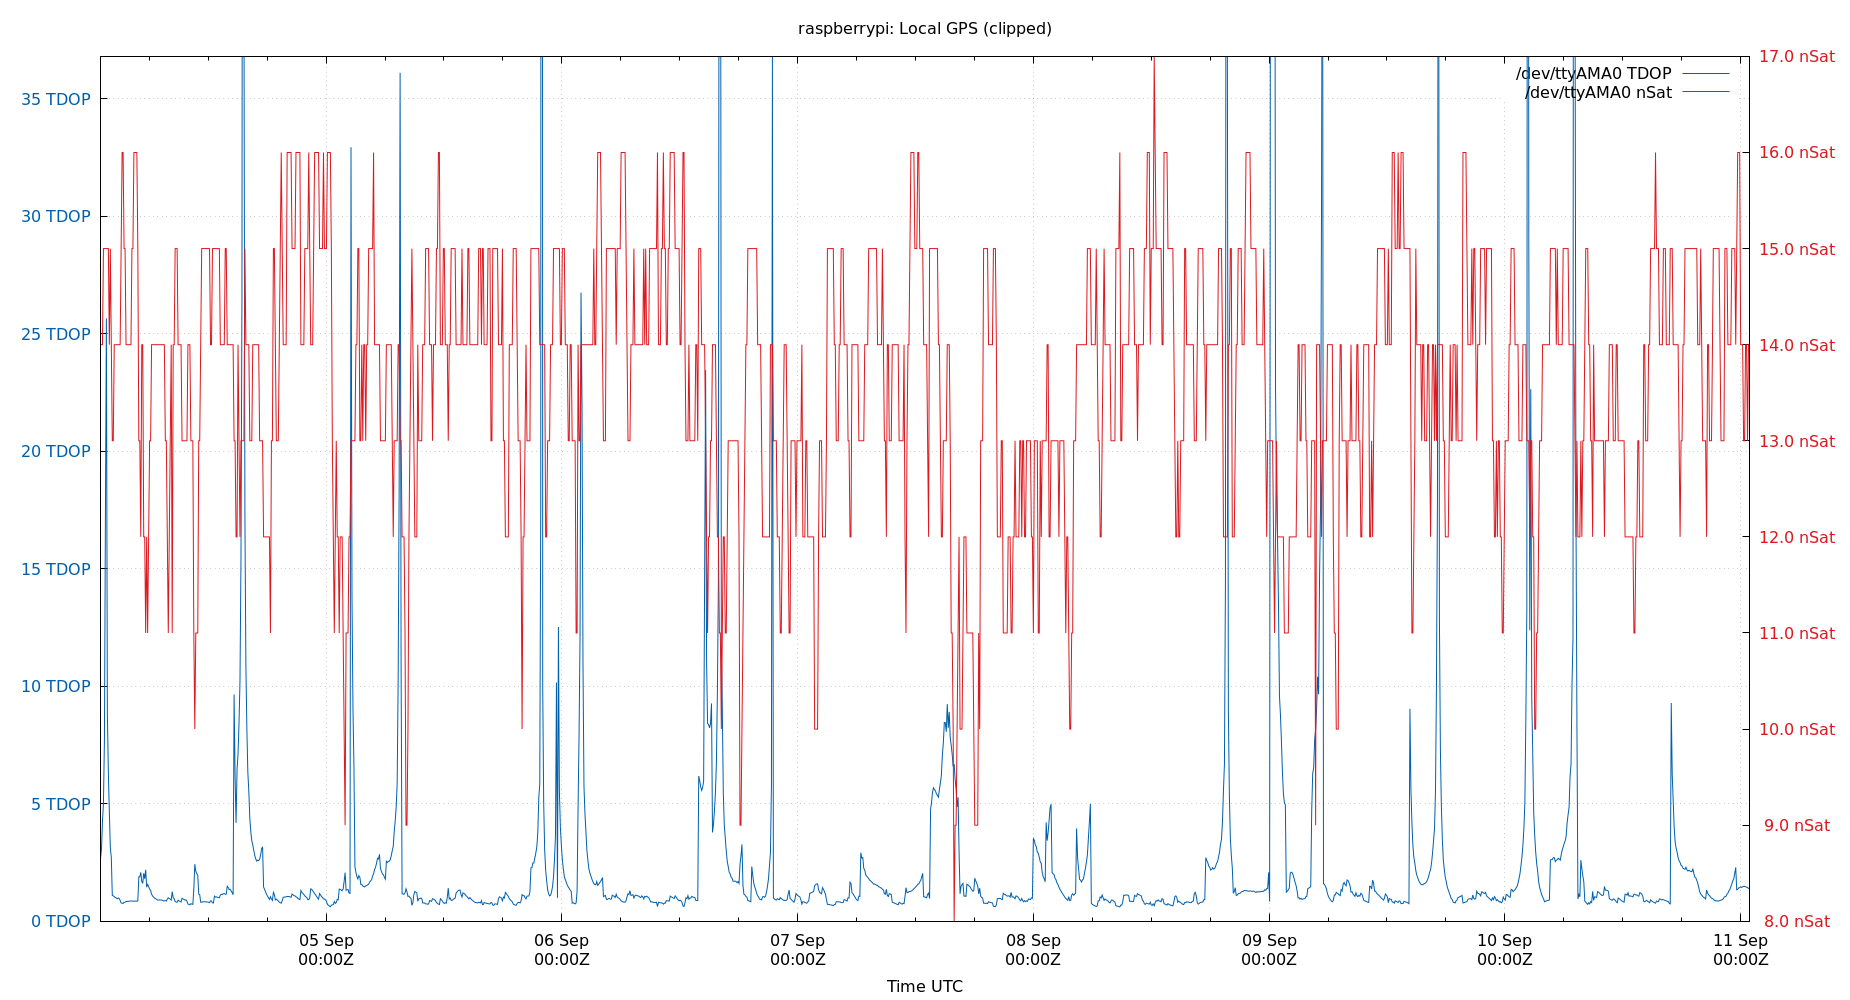 raspberrypi: Local GPS (clipped)
/dev/ttyAMA0 TDOP
/dev/ttyAMA0 nSat
35 TDOP
30 TDOP
25 TDOP
20 TDOP
15 TDOP
10 TDOP
5 TDOP
0 TDOP
17.0 nSat
16.0 nSat
15.0 nSat
14.0 nSat
13.0 nSat
12.0 nSat
11.0 nSat
10.0 nSat
9.0 nSat
8.0 nSat
05 Sep
00:00Z
06 Sep
00:00Z
07 Sep
00:00Z
08 Sep
00:00Z
09 Sep
00:00Z
10 Sep
00:00Z
11 Sep
00:00Z
Time UTC